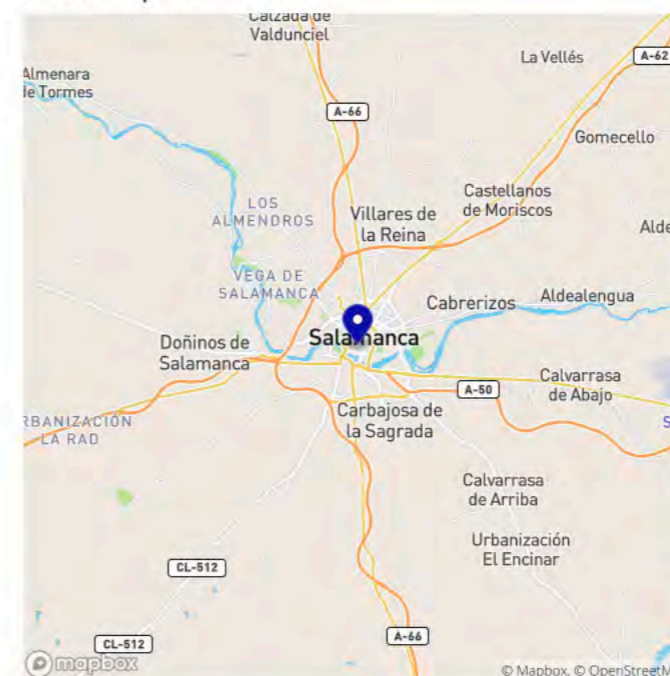 Calzada de
Valdunciel
La Vellés
A-62
Almenara
de Tormes
A-66
Gomecello
LOS
ALMENDROS
Castellanos
de Moriscos
Villares de
la Reina
Alde
VEGA DE
SALAMANCA
Cabrerizos
Aldealengua
Salamanca
Doñinos de
Salamanca
Calvarrasa
de Abajo
A-50
Carbajosa de
la Sagrada
RBANIZACIÓN
LA RAD
S
Calvarrasa
de Arriba
Urbanización
El Encinar
CL-512
CL-512
A-66
mapbox
© Mapbox, © OpenStreetM